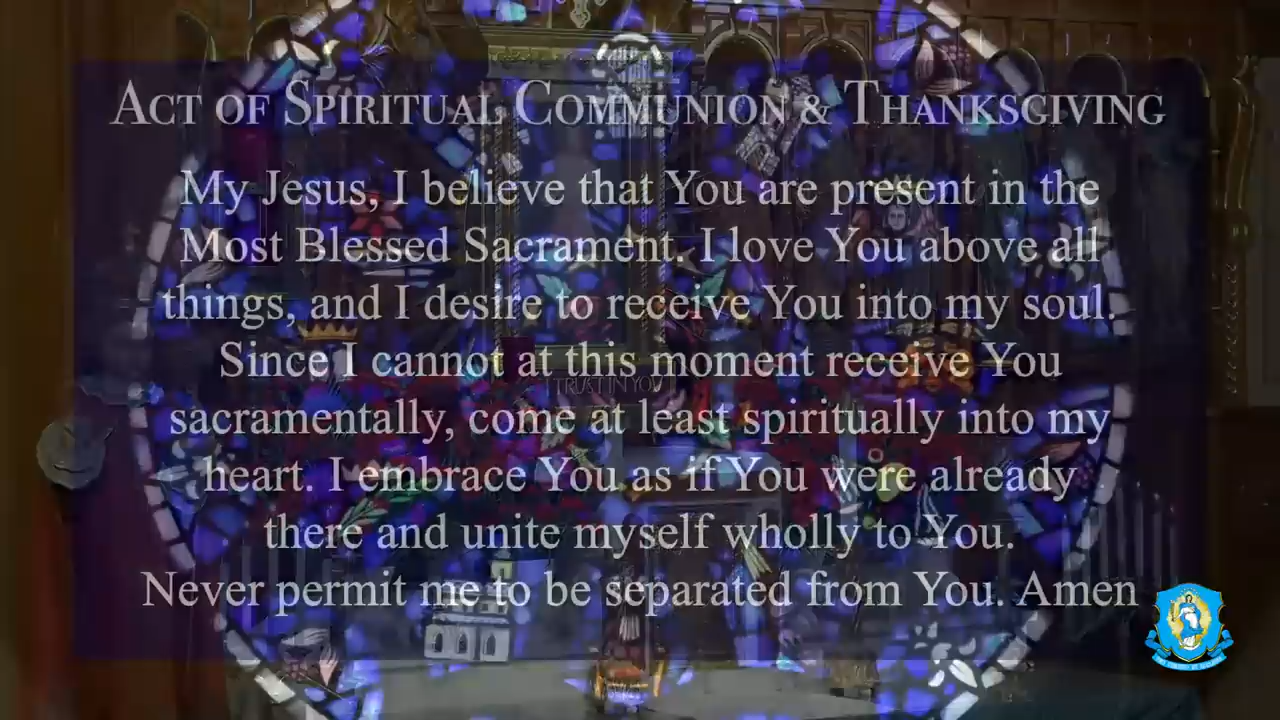 ACT OF SPIRITUAL COMMUNION & THANKSGIVING
My Jesus, I believe that You are present in the
Most Blessed Sacrament. I love You above all
things, and I desire to receive You into my soul.
Since I cannot at this moment receive You
TRUST IN YOU
sacramentally, come at least spiritually into my
heart. I embrace You as if You were already
there and unite myself wholly to You.
Never permit me to be separated from You. Amen